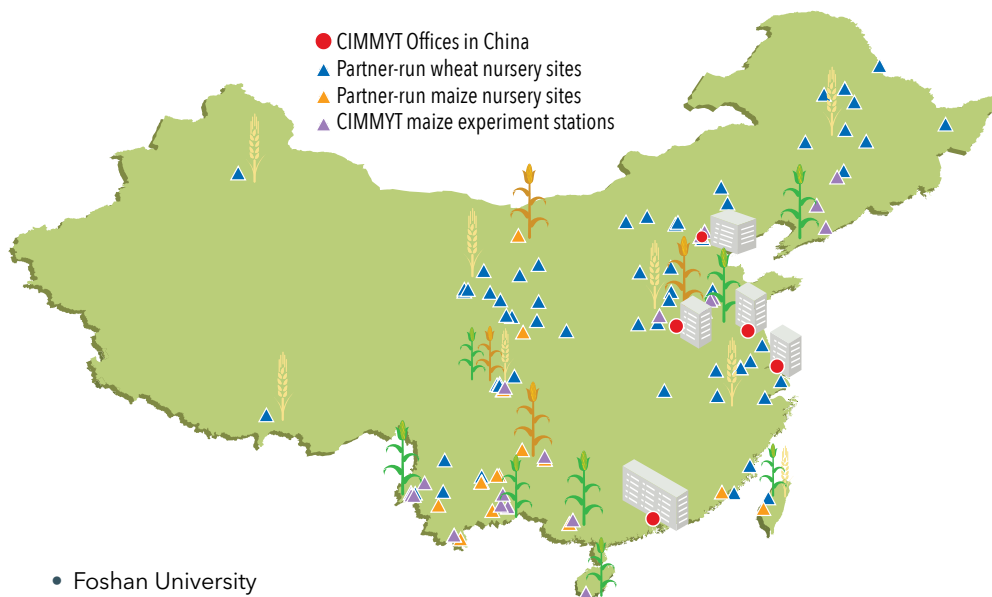 CIMMYT Offices in China
Partner-run wheat nursery sites
Partner-run maize nursery sites
CIMMYT maize experiment stations
• Foshan University